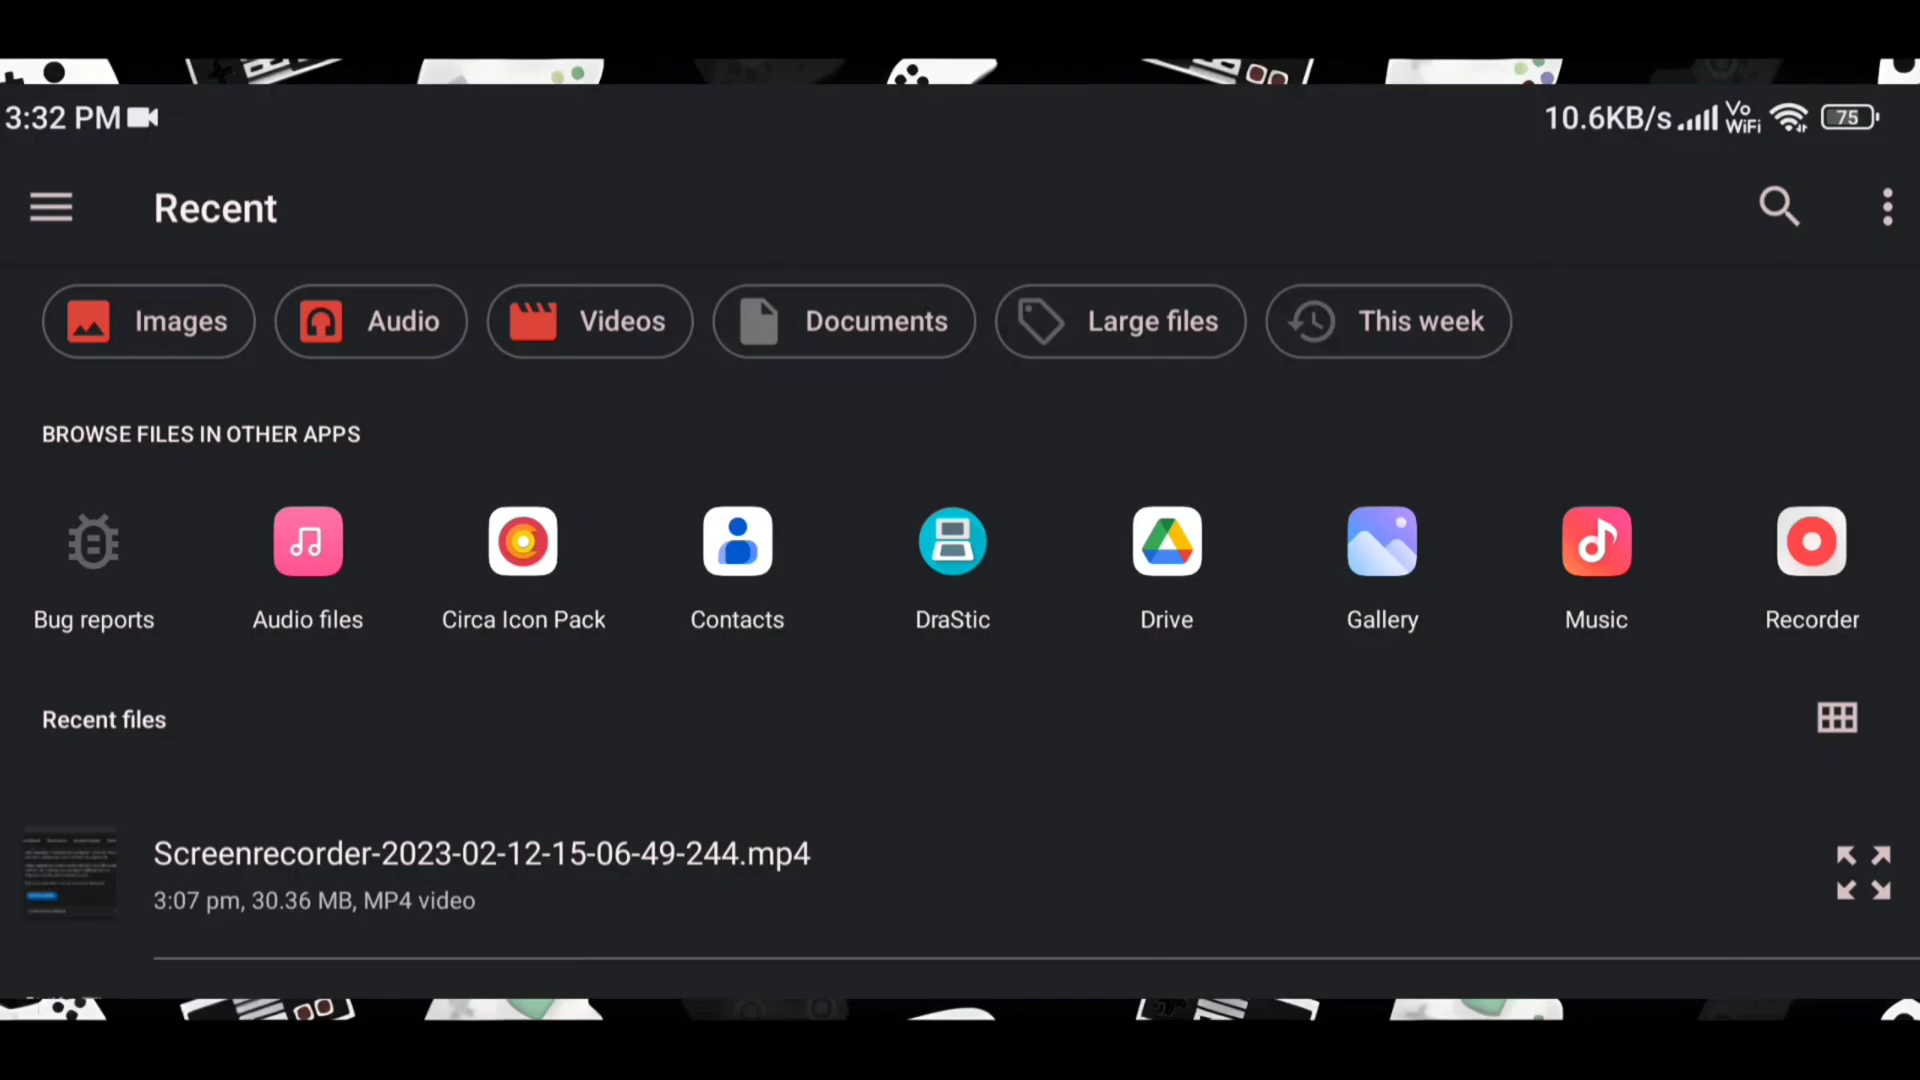 3:32 PM
10.6KB/s Vo WiFi 75
Recent
Images
Audio
Videos
Documents
Large files
This week
BROWSE FILES IN OTHER APPS
Bug reports
Audio files
Circa Icon Pack
Contacts
DraStic
Drive
Gallery
Music
Recorder
Recent files
Screenrecorder-2023-02-12-15-06-49-244.mp4
3:07 pm, 30.36 MB, MP4 video